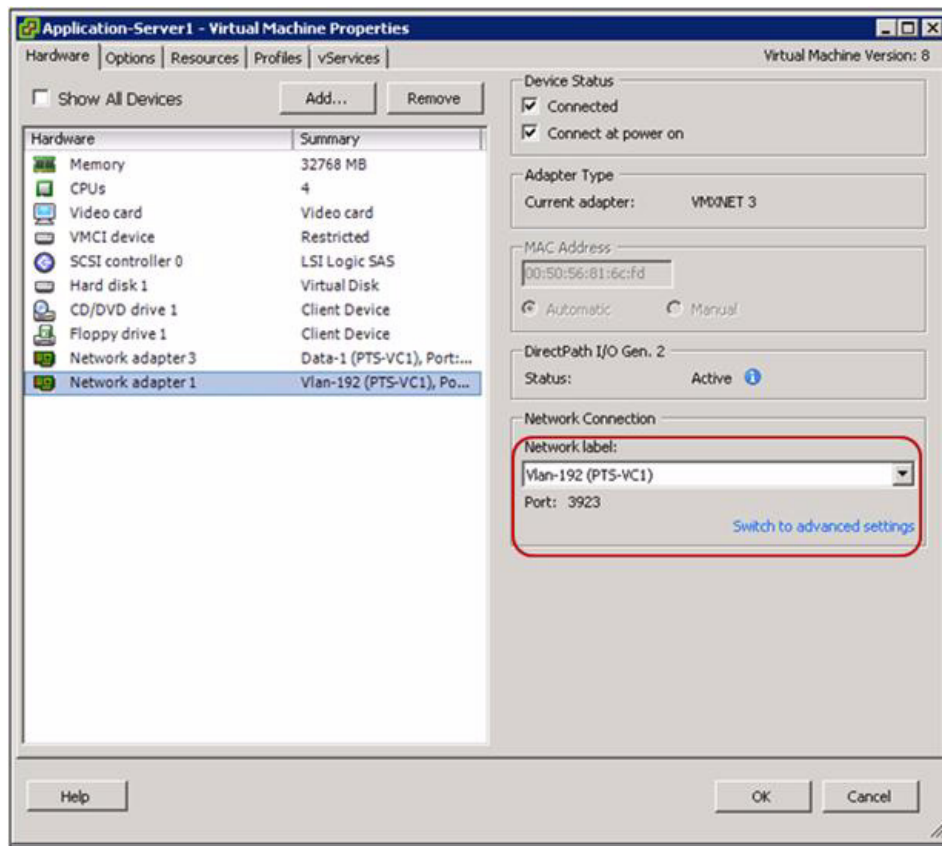 Application-Server1 - Virtual Machine Properties
Hardware Options Resources Profiles vServices
Virtual Machine Version: 8
Show All Devices
Add...
Remove
Hardware Summary
Memory 32768 MB
CPUs 4
Video card Video card
VMCI device Restricted
SCSI controller 0 LSI Logic SAS
Hard disk 1 Virtual Disk
CD/DVD drive 1 Client Device
Floppy drive 1 Client Device
Network adapter 3 Data-1 (PTS-VC1), Port:...
Network adapter 1 Vlan-192 (PTS-VC1), Po...
Device Status
Connected
Connect at power on
Adapter Type
Current adapter: VMXNET 3
MAC Address
00:50:56:81:6c:fd
Automatic Manual
DirectPath I/O Gen. 2
Status: Active
Network Connection
Network label:
Vlan-192 (PTS-VC1)
Port: 3923
Switch to advanced settings
Help
OK
Cancel